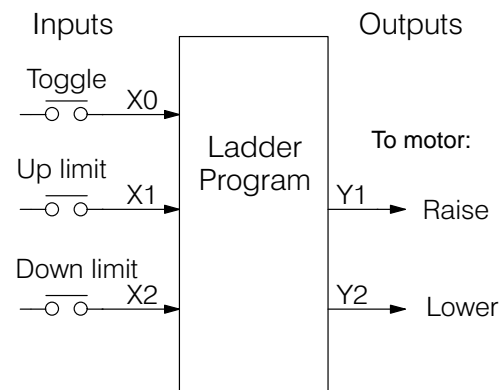 Inputs
Outputs
Toggle
X0
Ladder
Program
To motor:
Up limit
X1
Y1
Raise
Down limit
X2
Y2
Lower